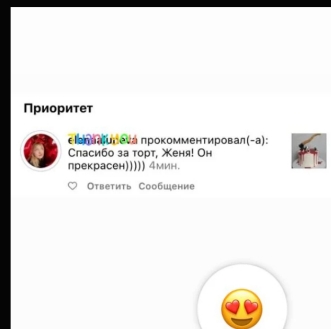 Приоритет
прокомментировал(-а):
Спасибо за торт, Женя! Он
прекрасен))))) 4мин.
Ответить Сообщение